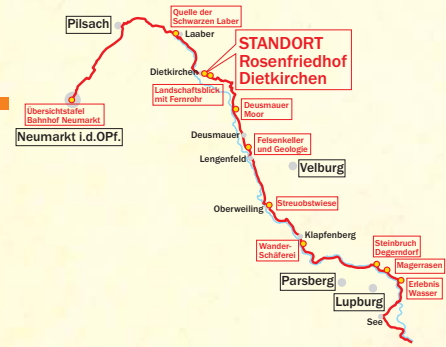 Quelle der
Schwarzen Laber
Pilsach
Laaber
STANDORT
Rosenfriedhof
Dietkirchen
Dietkirchen
Landschaftsblick
mit Fernrohr
Übersichtstafel
Bahnhof Neumarkt
Neumarkt i.d.OPf.
Deusmauer
Moor
Deusmauer
Felsenkeller
und Geologie
Lengenfeld
Velburg
Streuobstwiese
Oberweiling
Klapfenberg
Wander-
Schäferei
Steinbruch
Degerndorf
Magerrasen
Parsberg
Erlebnis
Wasser
Lupburg
See